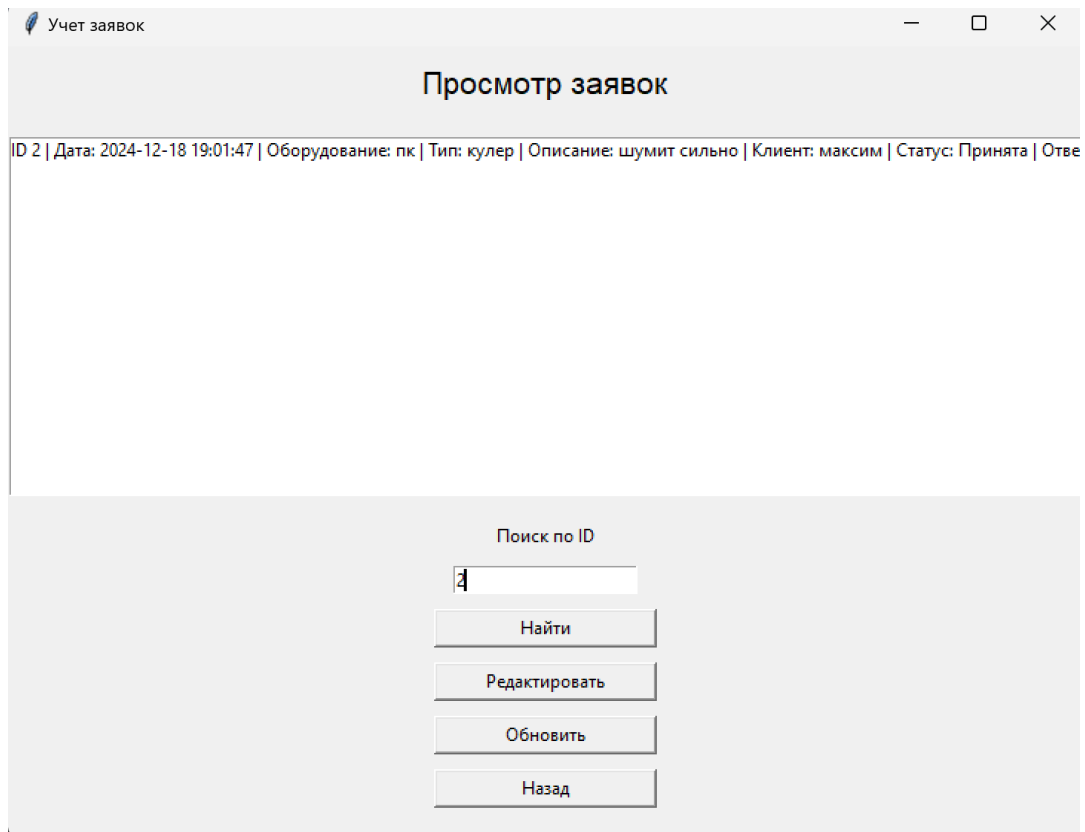 Учет заявок
Просмотр заявок
ID 2 | Дата: 2024-12-18 19:01:47 | Оборудование: пк | Тип: кулер | Описание: шумит сильно | Клиент: максим | Статус: Принята | Отве
Поиск по ID
2
Найти
Редактировать
Обновить
Назад